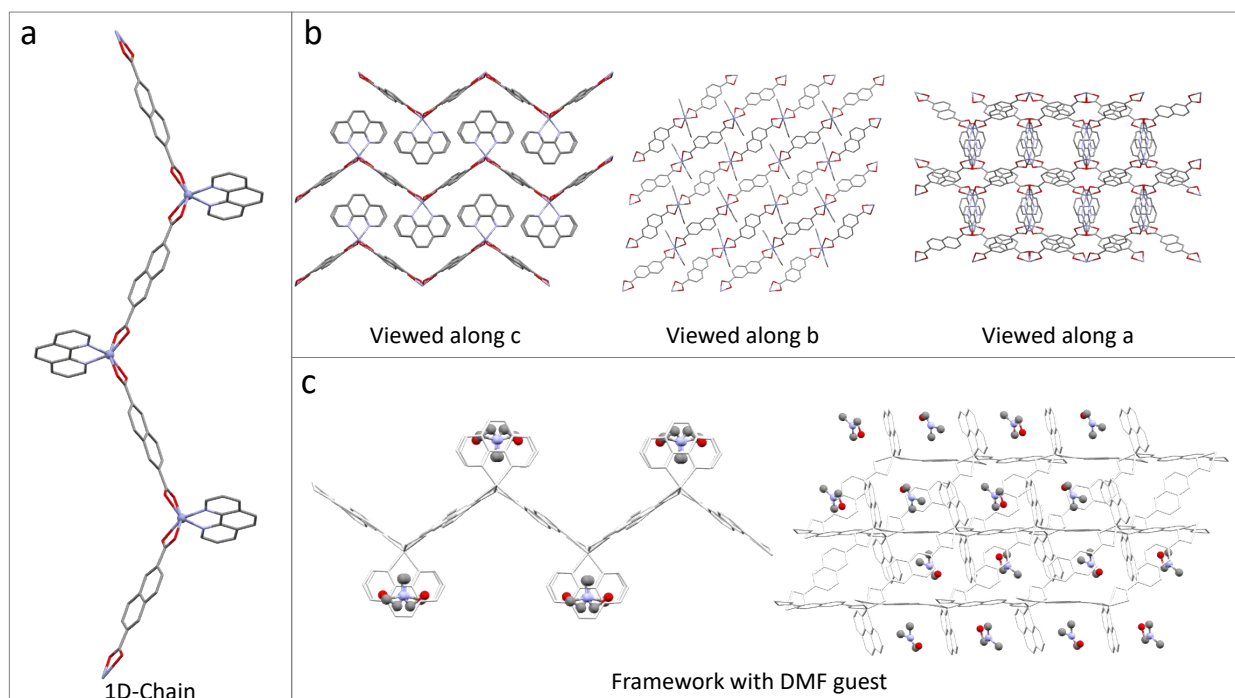 a
1D-Chain
b
Viewed along c
Viewed along b
Viewed along a
c
Framework with DMF guest